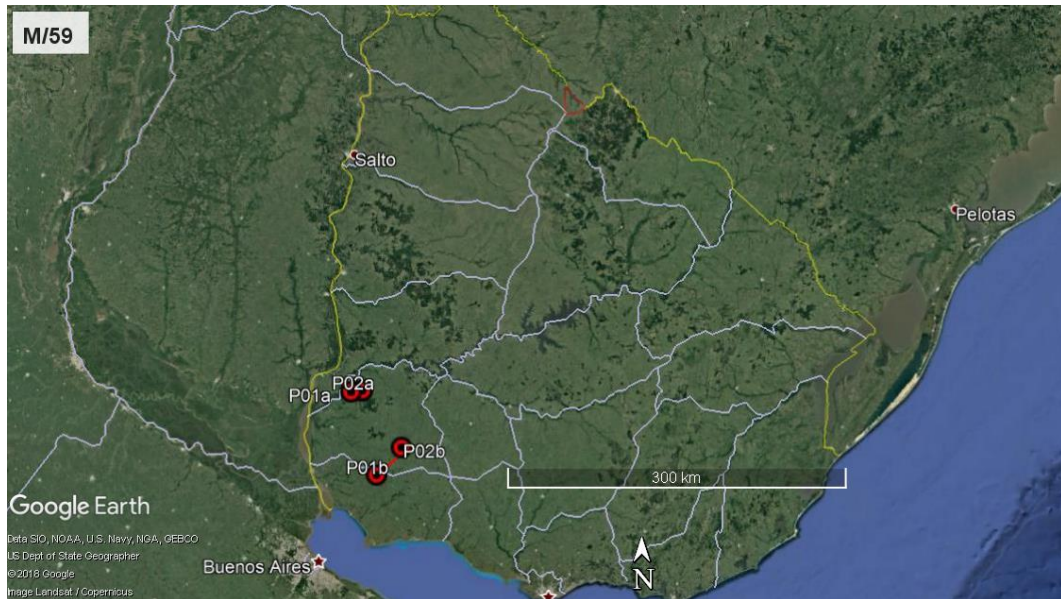 M/59
Salto
Pelotas
P02a
P01a
P02b
P01b
300 km
Google Earth
Data SIO, NOAA, U.S. Navy, NGA, GEBCO
US Dept of State Geographer
©2018 Google
Image Landsat / Copernicus
Buenos Aires
N